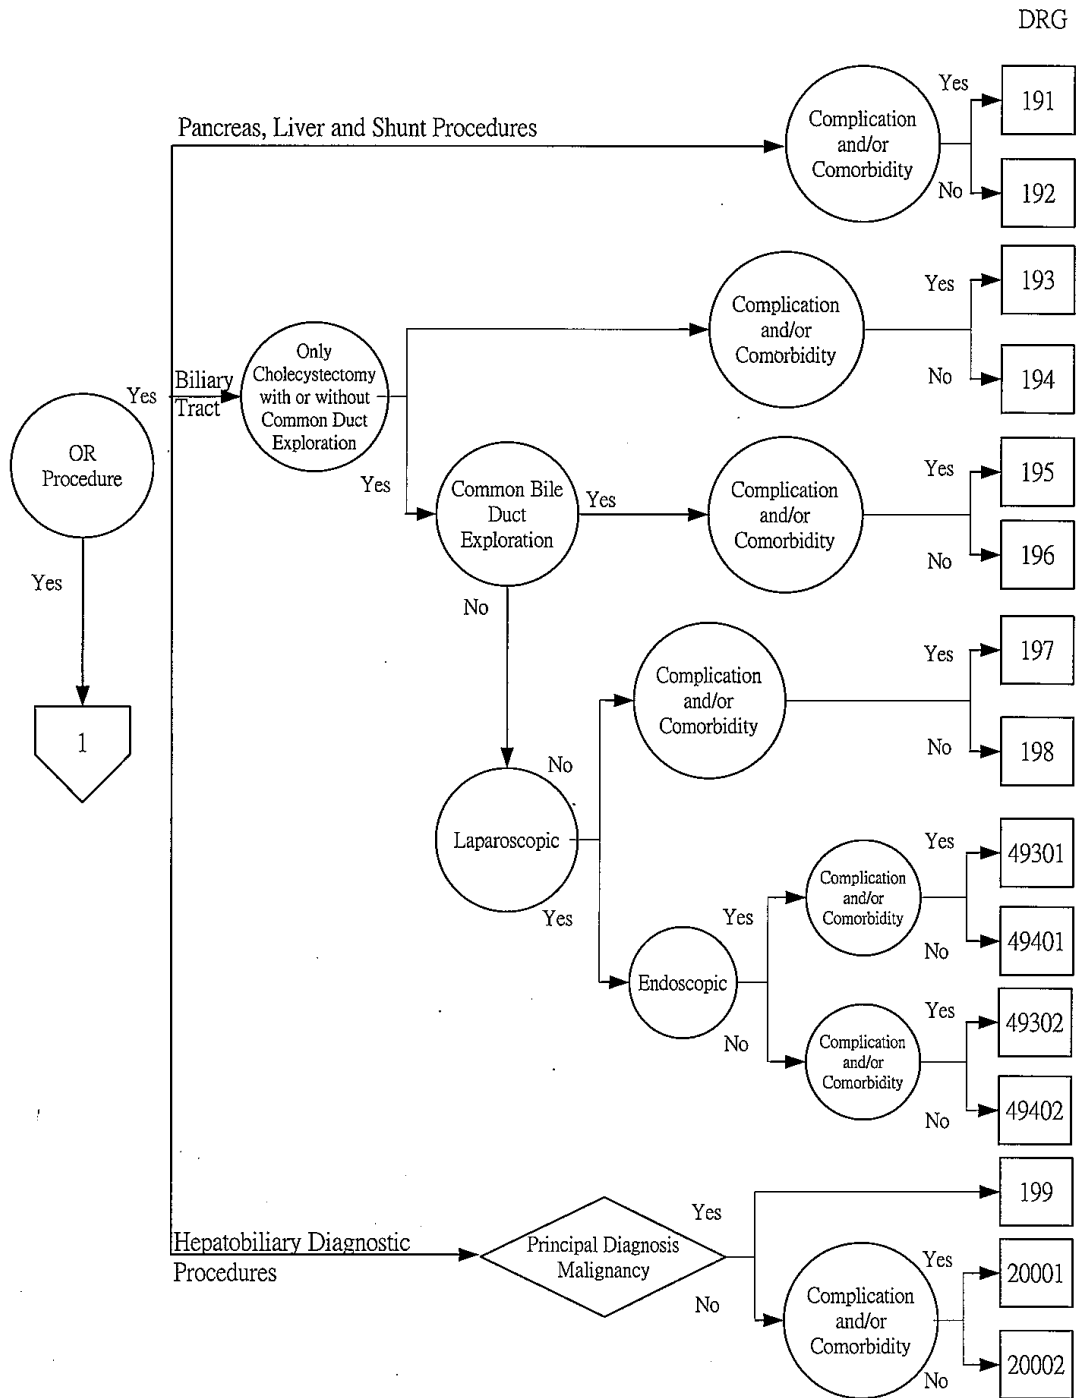 DRG
Pancreas, Liver and Shunt Procedures
Complication
and/or
Comorbidity
Yes
191
No
192
Yes
Biliary
Tract
Only
Cholecystectomy
with or without
Common Duct
Exploration
Complication
and/or
Comorbidity
Yes
193
No
194
OR
Procedure
Yes
Common Bile
Duct
Exploration
Yes
Complication
and/or
Comorbidity
Yes
195
No
196
Yes
1
No
Complication
and/or
Comorbidity
Yes
197
No
198
Laparoscopic
No
Yes
Endoscopic
Yes
Complication
and/or
Comorbidity
Yes
49301
No
49401
No
Complication
and/or
Comorbidity
Yes
49302
No
49402
Hepatobiliary Diagnostic
Procedures
Principal Diagnosis
Malignancy
Yes
199
No
Complication
and/or
Comorbidity
Yes
20001
No
20002